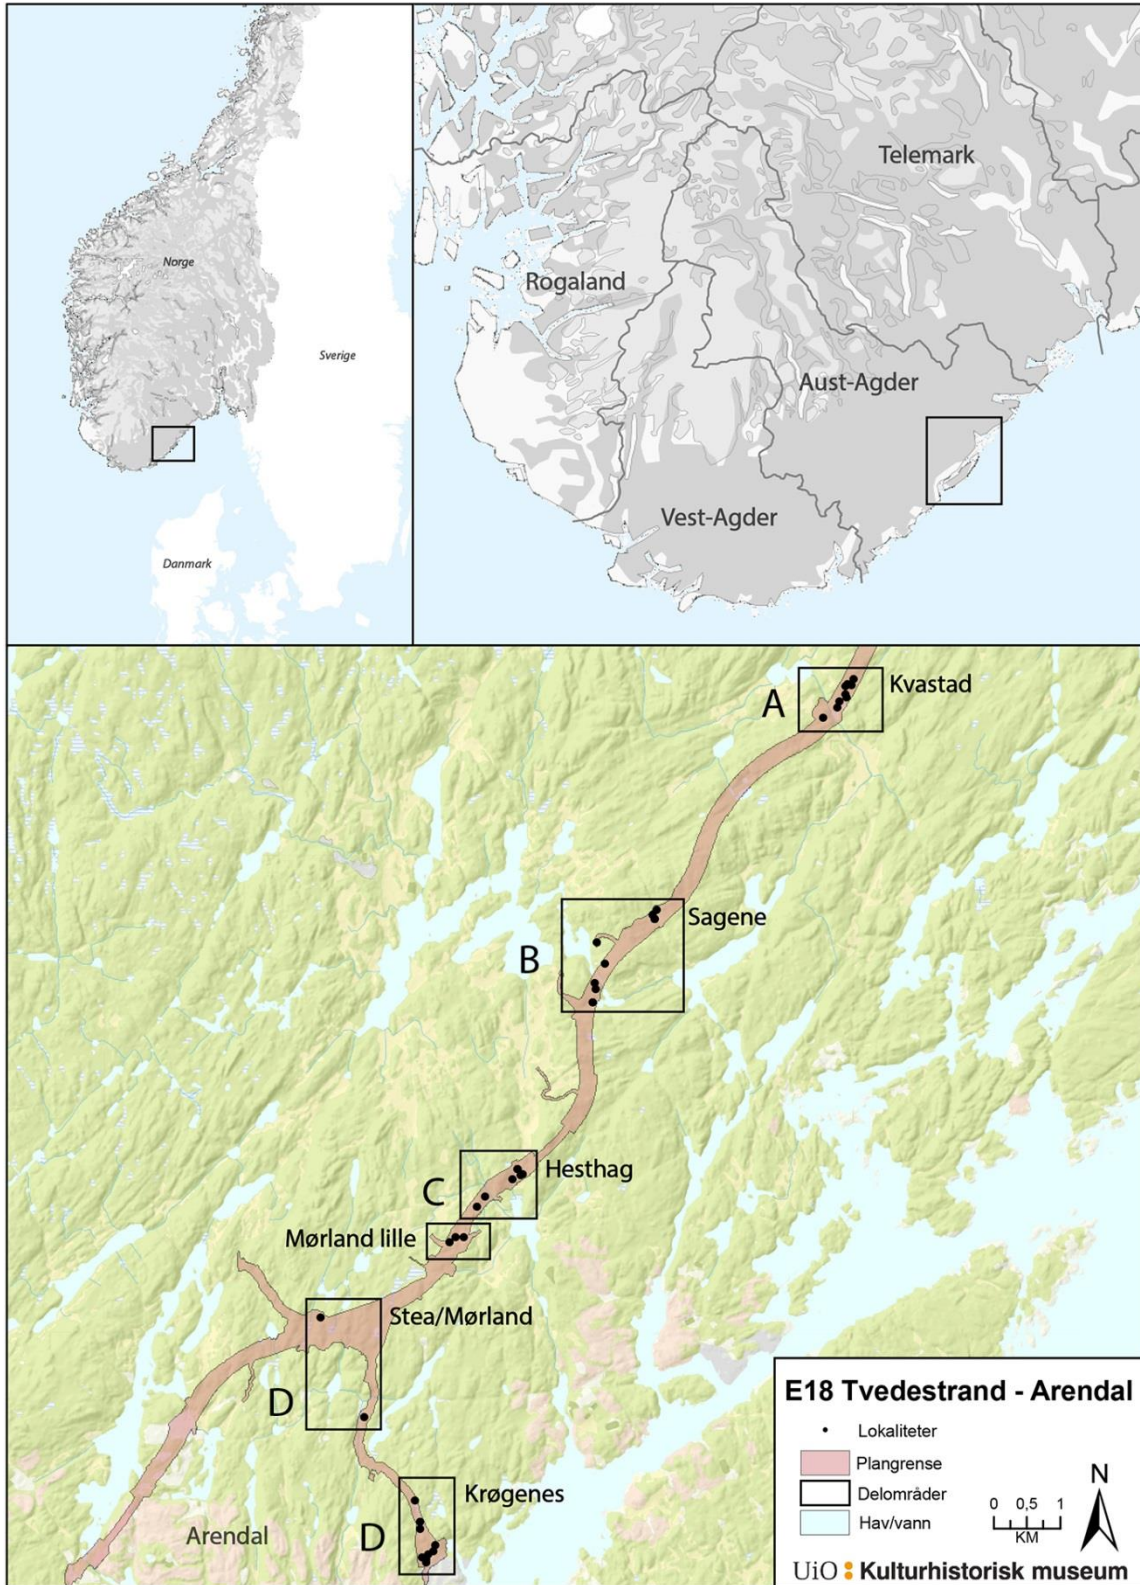 Norge
Sverige
Danmark
Telemark
Rogaland
Aust-Agder
Vest-Agder
A
Kvastad
Sagene
B
Hesthag
C
Mørland lille
Stea/Mørland
D
Krøgenes
D
Arendal
E18 Tvedestrand - Arendal
Lokaliteter
Plangrense
Delområder
Hav/vann
N
0 0,5 1
KM
UiO Kulturhistorisk museum